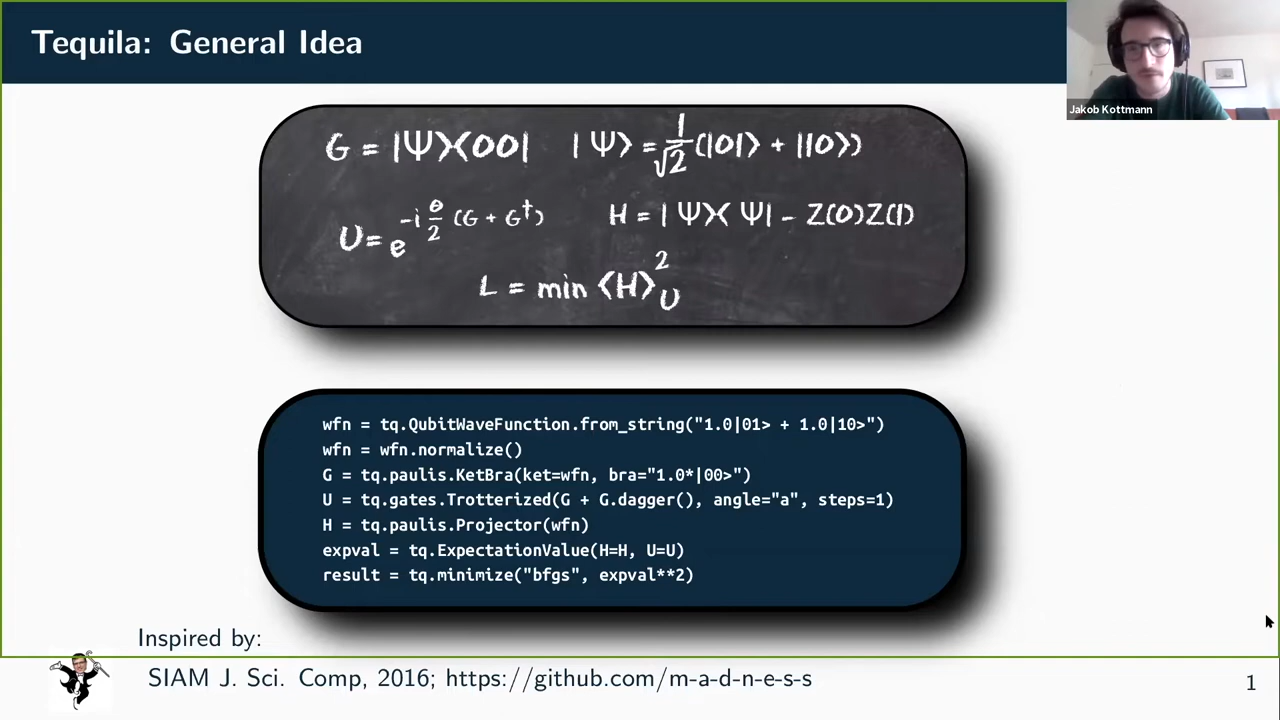 Tequila: General Idea
Jakob Kottmann
G = |Ψ⟩⟨00| |Ψ⟩ = 1/√2 (|01⟩ + |10⟩)
U = e^{-i θ/2 (G + G†)} H = |Ψ⟩⟨Ψ| - Z(0)Z(1)
L = min ⟨H⟩²_U
wfn = tq.QubitWaveFunction.from_string("1.0|01> + 1.0|10>")
wfn = wfn.normalize()
G = tq.paulis.KetBra(ket=wfn, bra="1.0*|00>")
U = tq.gates.Trotterized(G + G.dagger(), angle="a", steps=1)
H = tq.paulis.Projector(wfn)
expval = tq.ExpectationValue(H=H, U=U)
result = tq.minimize("bfgs", expval**2)
Inspired by:
SIAM J. Sci. Comp, 2016; https://github.com/m-a-d-n-e-s-s
1